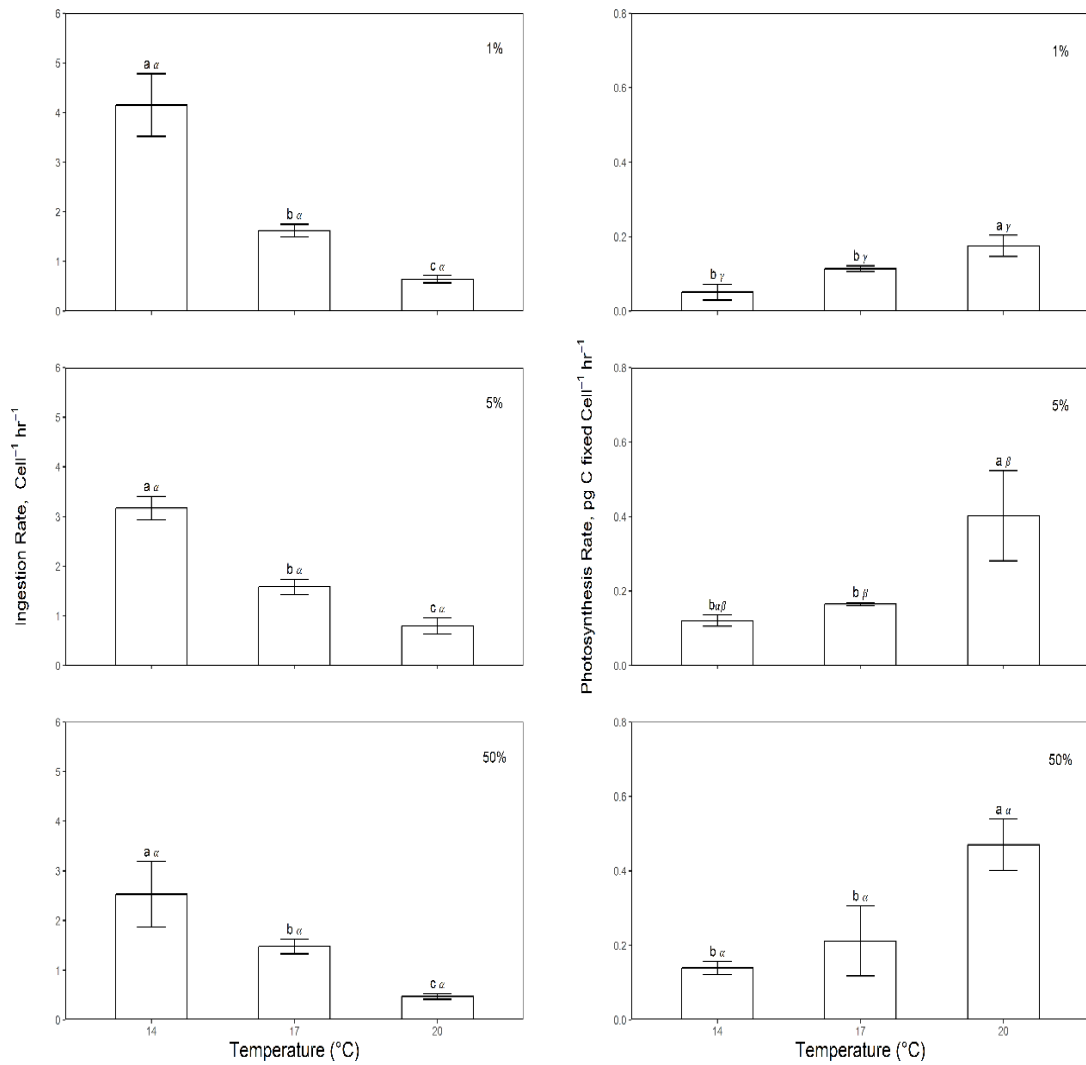 Ingestion Rate, Cell⁻¹ hr⁻¹
6
5
4
3
2
1
0
1%
a α
b α
c α
14
17
20
6
5
4
3
2
1
0
5%
a α
b α
c α
6
5
4
3
2
1
0
50%
a α
b α
c α
14
17
20
Temperature (°C)
Photosynthesis Rate, pg C fixed Cell⁻¹ hr⁻¹
0.8
0.6
0.4
0.2
0.0
1%
b γ
b γ
a γ
0.8
0.6
0.4
0.2
0.0
5%
bαβ
b β
a β
0.8
0.6
0.4
0.2
0.0
50%
b α
b α
a α
14
17
20
Temperature (°C)